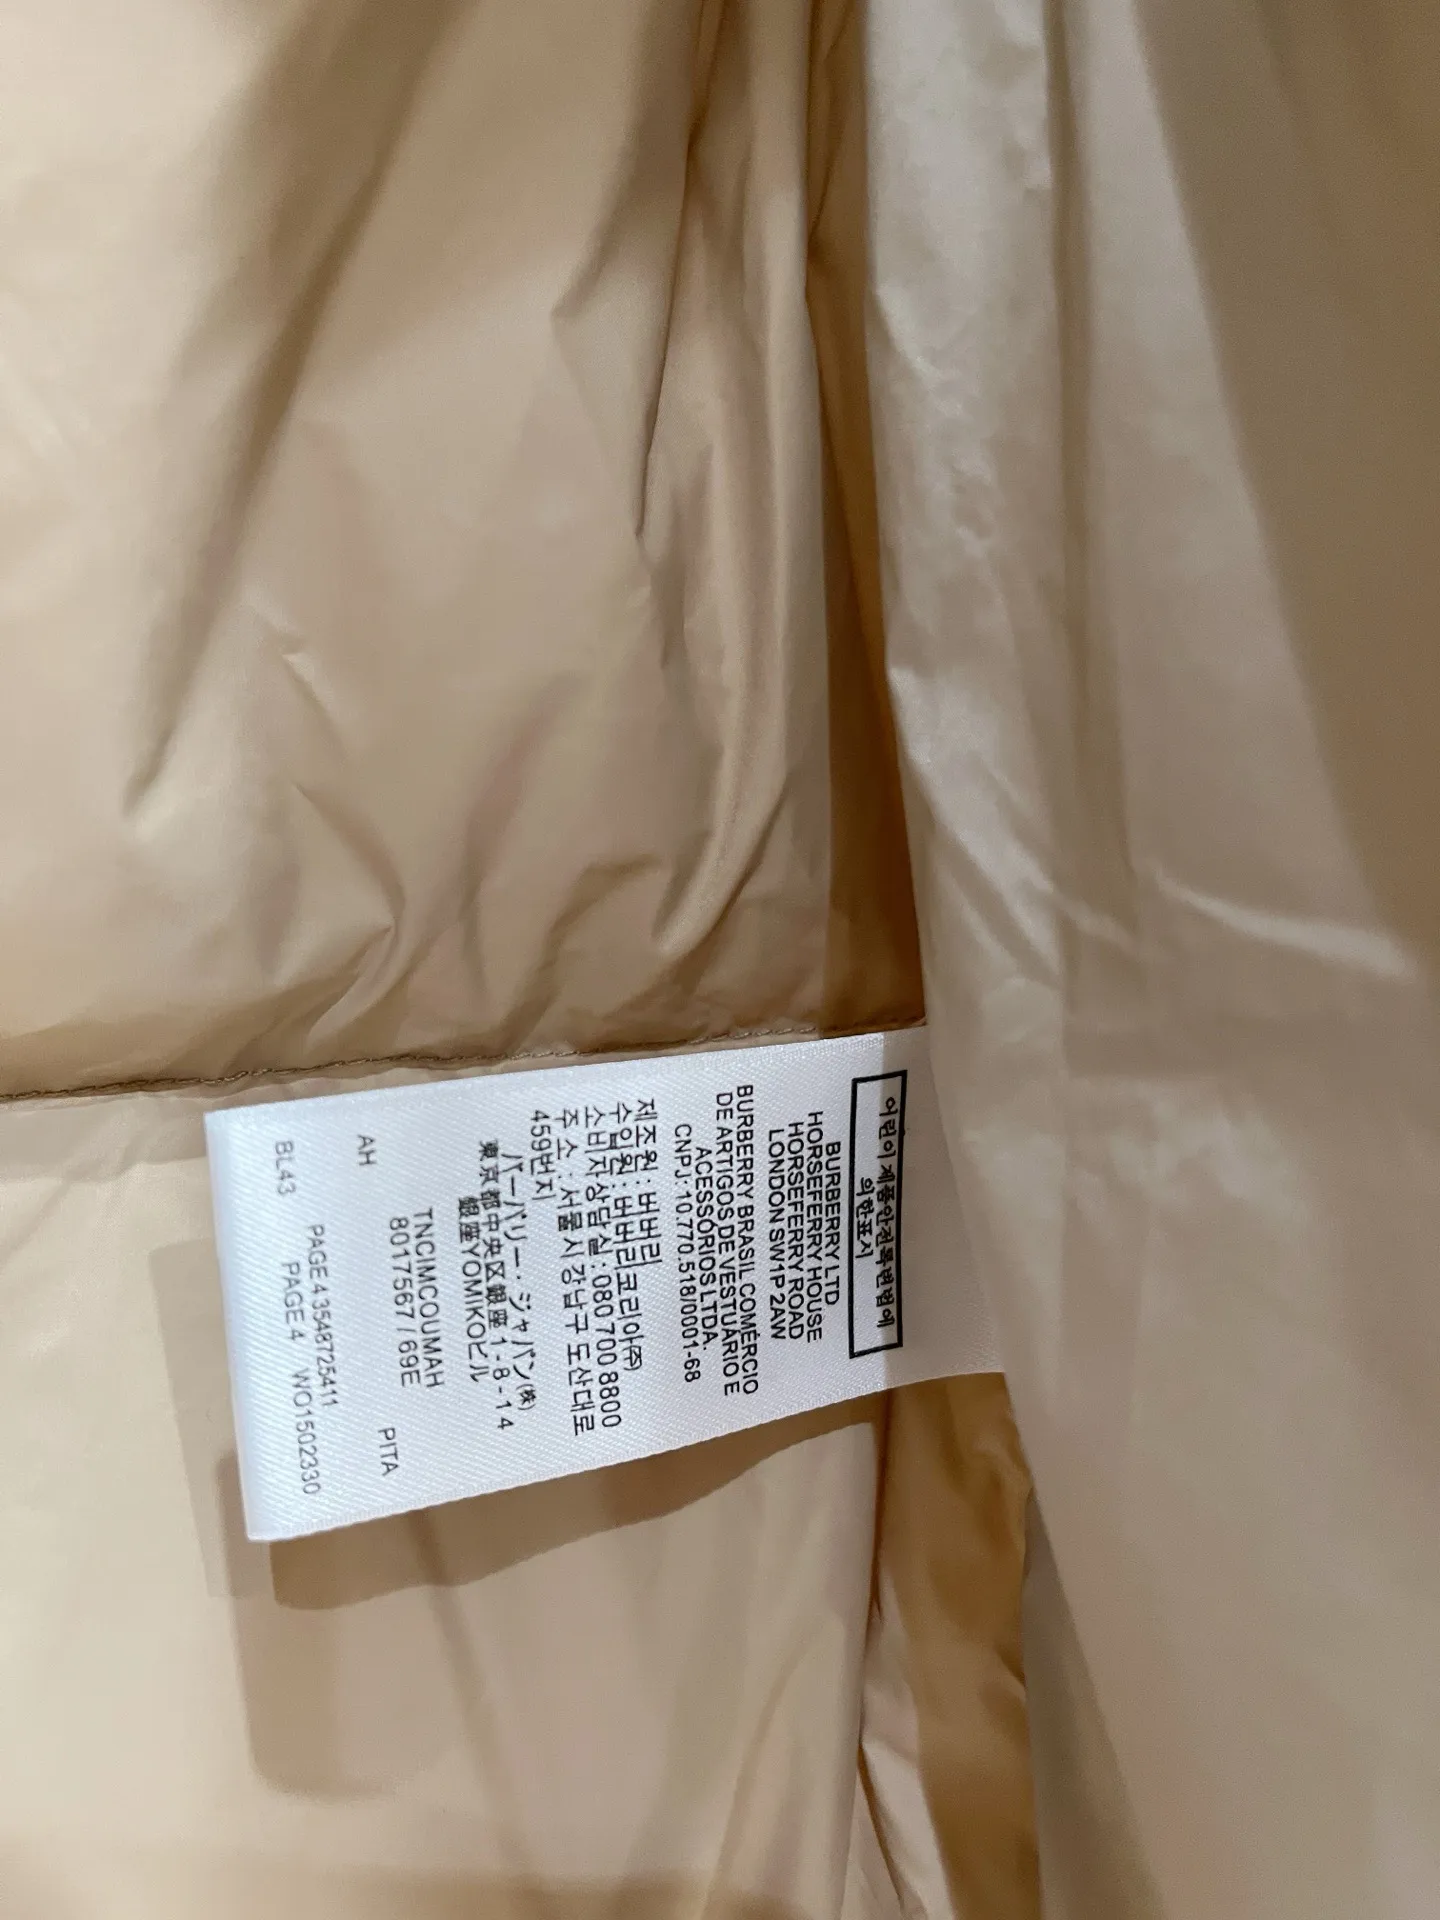 어린이제품안전특별법에
의한표시
BURBERRY LTD
HORSEFERRY HOUSE
HORSEFERRY ROAD
LONDON SW1P 2AW
BURBERRY BRASIL COMÉRCIO
DE ARTIGOS DE VESTUÁRIO E
ACESSÓRIOS LTDA.
CNPJ: 10.770.518/0001-68
제조원 : 버버리
수입원 : 버버리코리아(주)
소비자상담실 : 080 700 8800
주소 : 서울시 강남구 도산대로
459번지
バーバリー・ジャパン(株)
東京都中央区銀座 1-8-14
銀座YOMIKOビル
TNCIMCOUMAH
8017567 / 69E PITA
AH
PAGE4 3548725411
PAGE 4 WO1502330
BL43